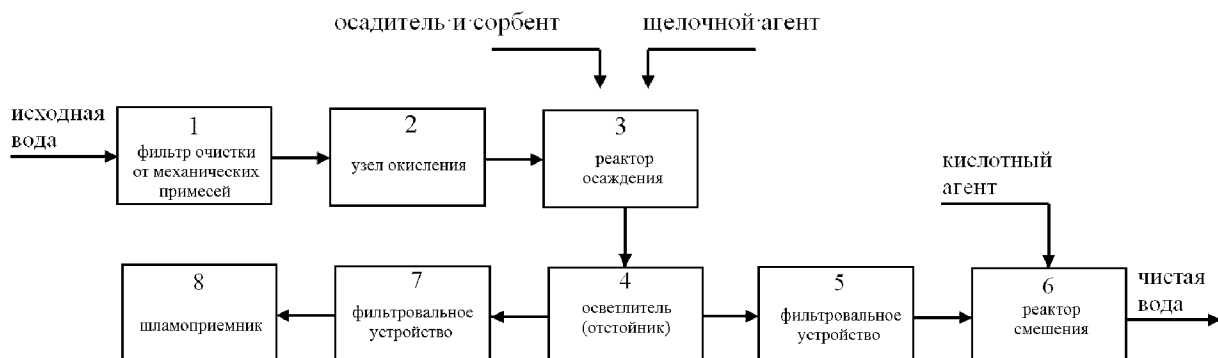 осадитель и сорбент
щелочной агент
исходная
вода
1
фильтр очистки
от механических
примесей
2
узел окисления
3
реактор
осаждения
кислотный
агент
8
шламоприемник
7
фильтровальное
устройство
4
осветлитель
(отстойник)
5
фильтровальное
устройство
6
реактор
смешения
чистая
вода